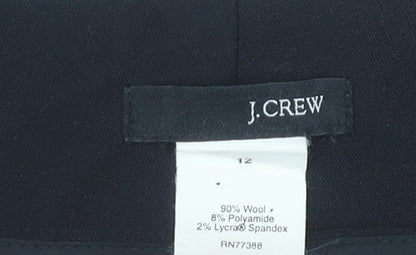 J.CREW
12
90% Wool
8% Polyamide
2% Lycra® Spandex
RN77388